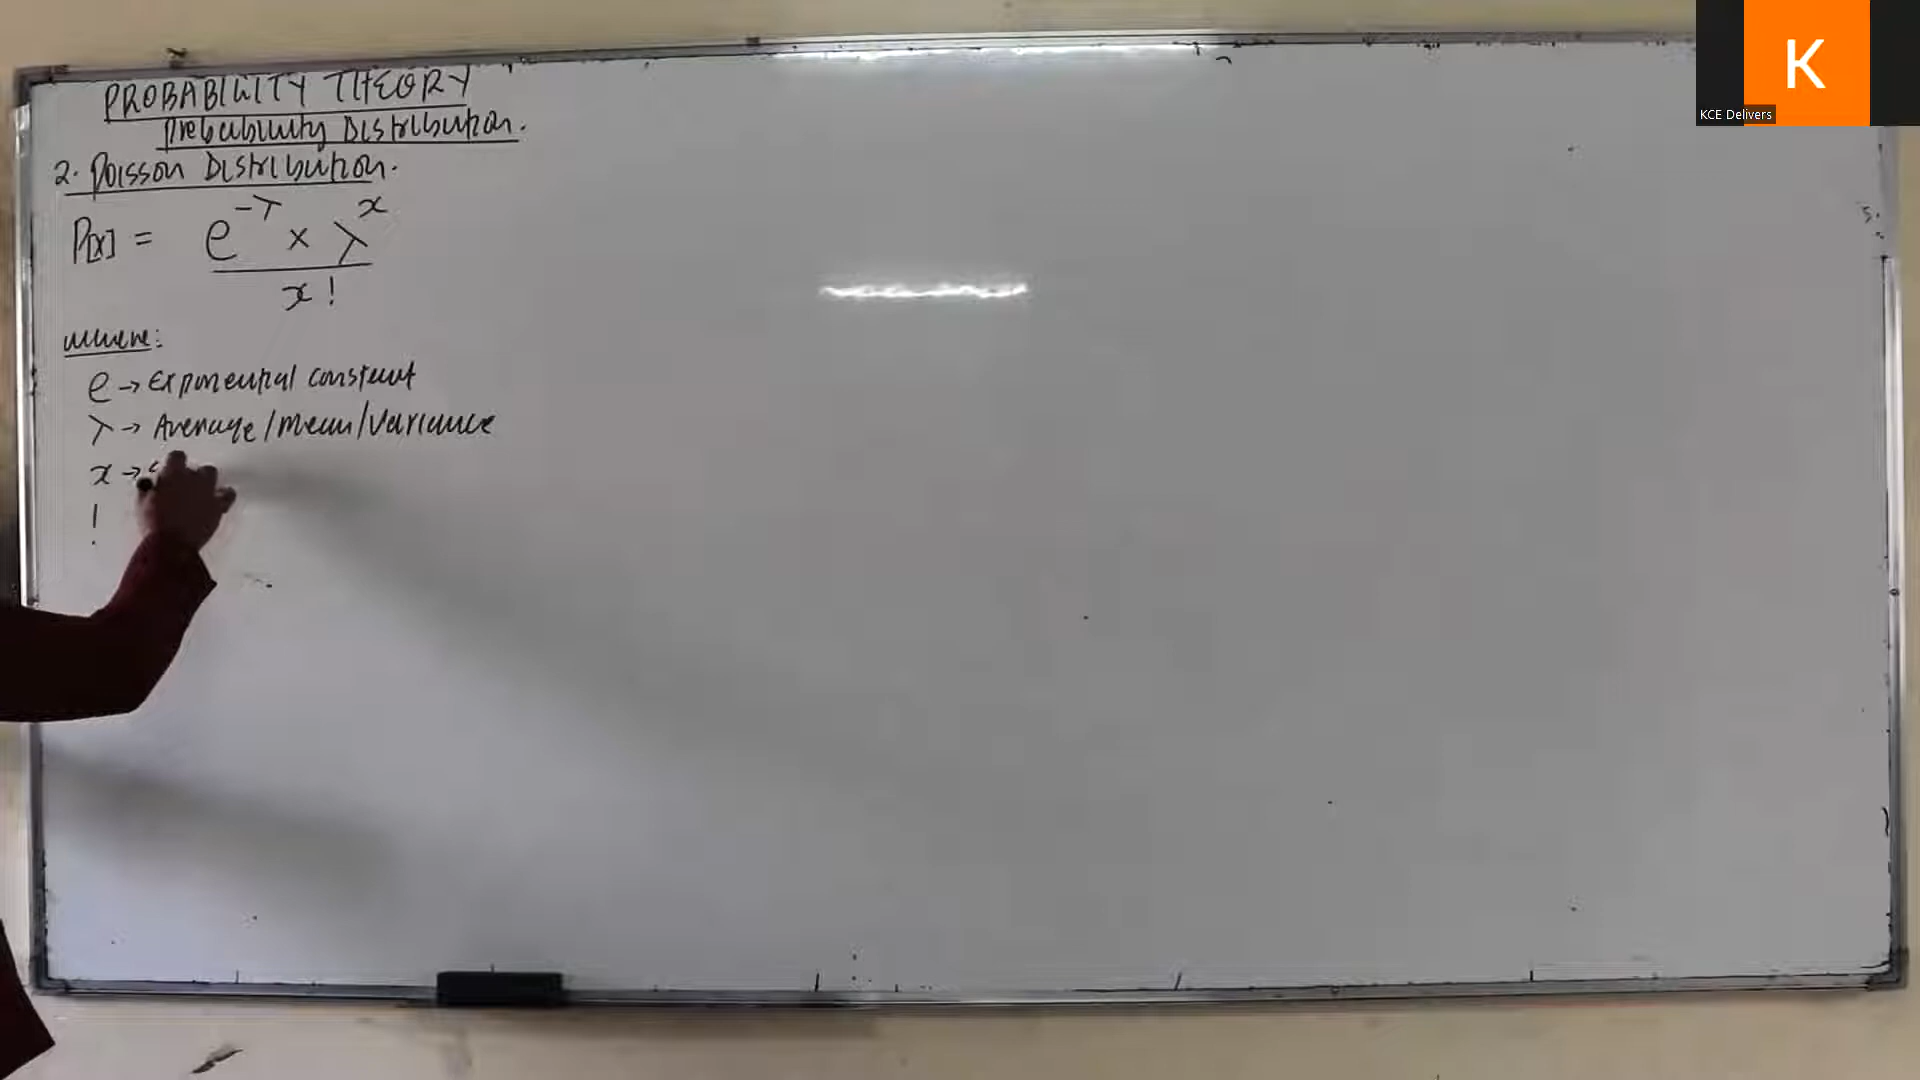 PROBABILITY THEORY
Probability Distribution.
2. Poisson Distribution.
P[x] = e^-λ × λ^x
x!
where:
e → Exponential constant
λ → Average/Mean/Variance
x →
!
K
KCE Delivers